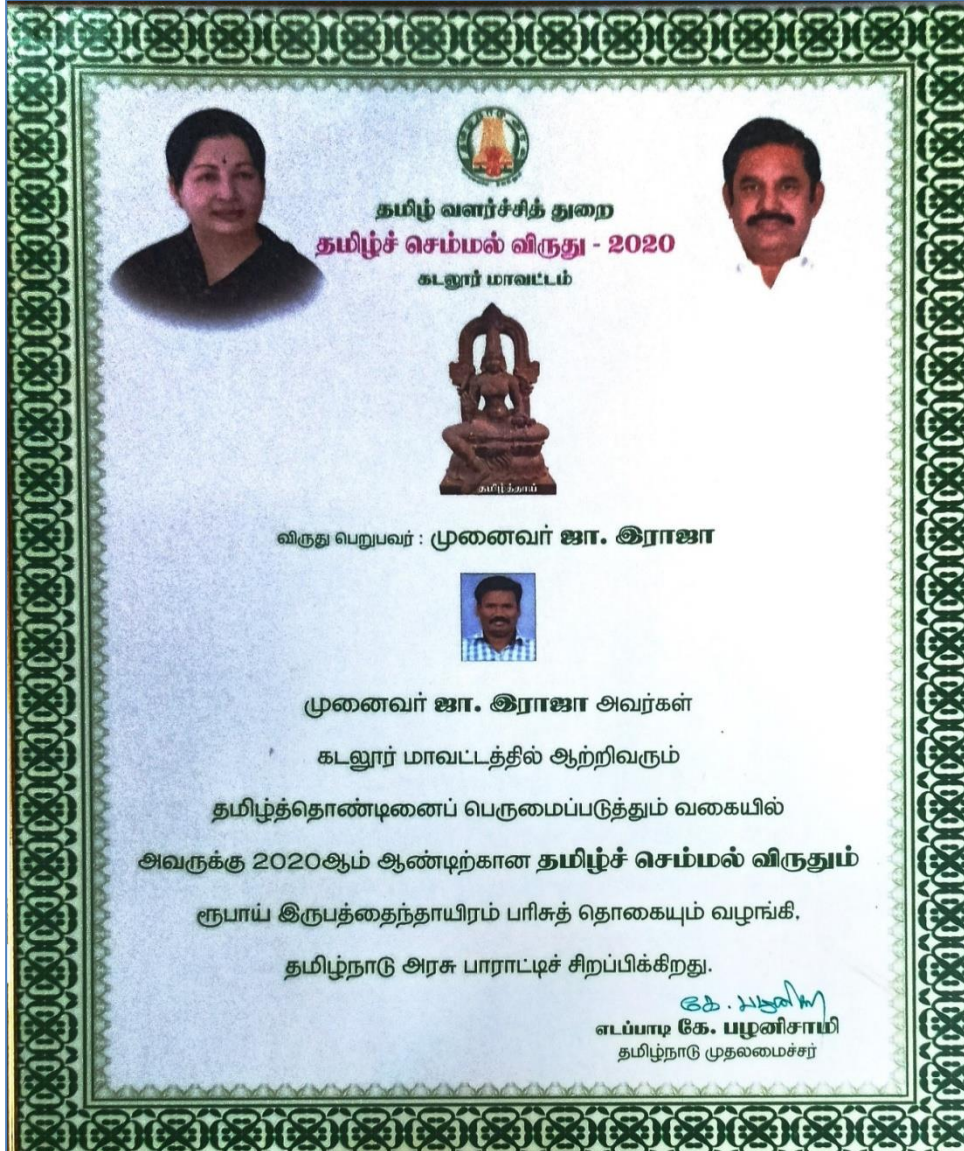 தமிழ் வளர்ச்சித் துறை
தமிழ்ச் செம்மல் விருது - 2020
கடலூர் மாவட்டம்
தமிழ்த்தாய்
விருது பெறுபவர் : முனைவர் ஜா. இராஜா
முனைவர் ஜா. இராஜா அவர்கள்
கடலூர் மாவட்டத்தில் ஆற்றிவரும்
தமிழ்த்தொண்டினைப் பெருமைப்படுத்தும் வகையில்
அவருக்கு 2020ஆம் ஆண்டிற்கான தமிழ்ச் செம்மல் விருதும்
ரூபாய் இருபத்தைந்தாயிரம் பரிசுத் தொகையும் வழங்கி,
தமிழ்நாடு அரசு பாராட்டிச் சிறப்பிக்கிறது.
கே. பழனிசாமி
எடப்பாடி கே. பழனிசாமி
தமிழ்நாடு முதலமைச்சர்